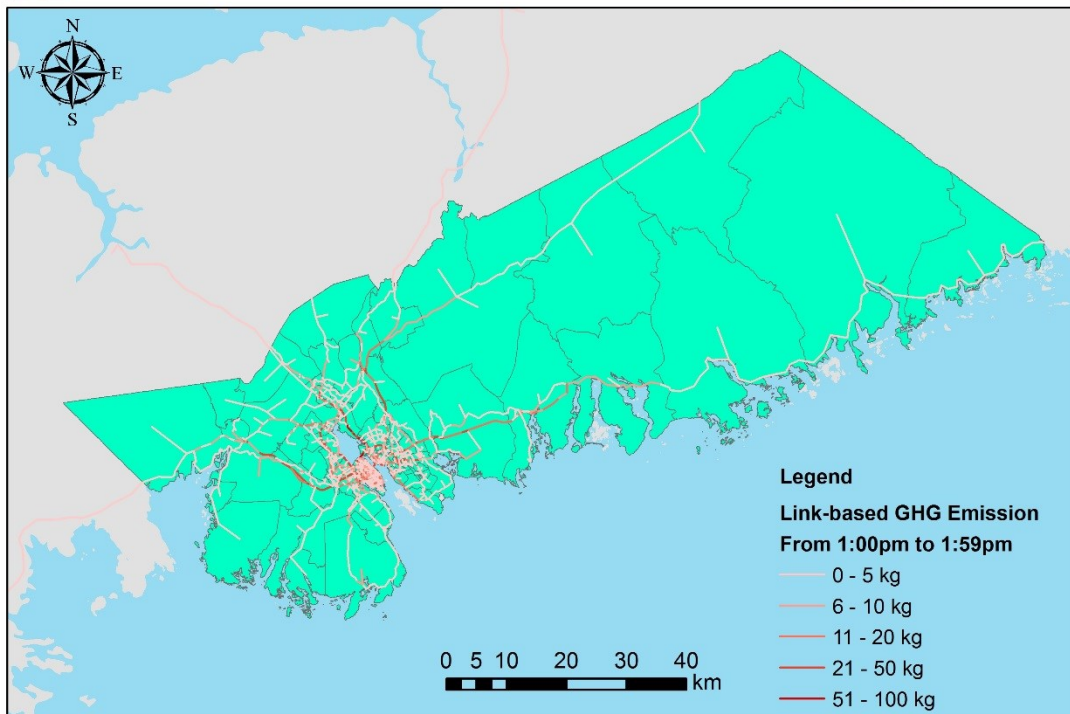 N
W E
S
Legend
Link-based GHG Emission
From 1:00pm to 1:59pm
0 - 5 kg
6 - 10 kg
11 - 20 kg
21 - 50 kg
51 - 100 kg
0 5 10 20 30 40
km